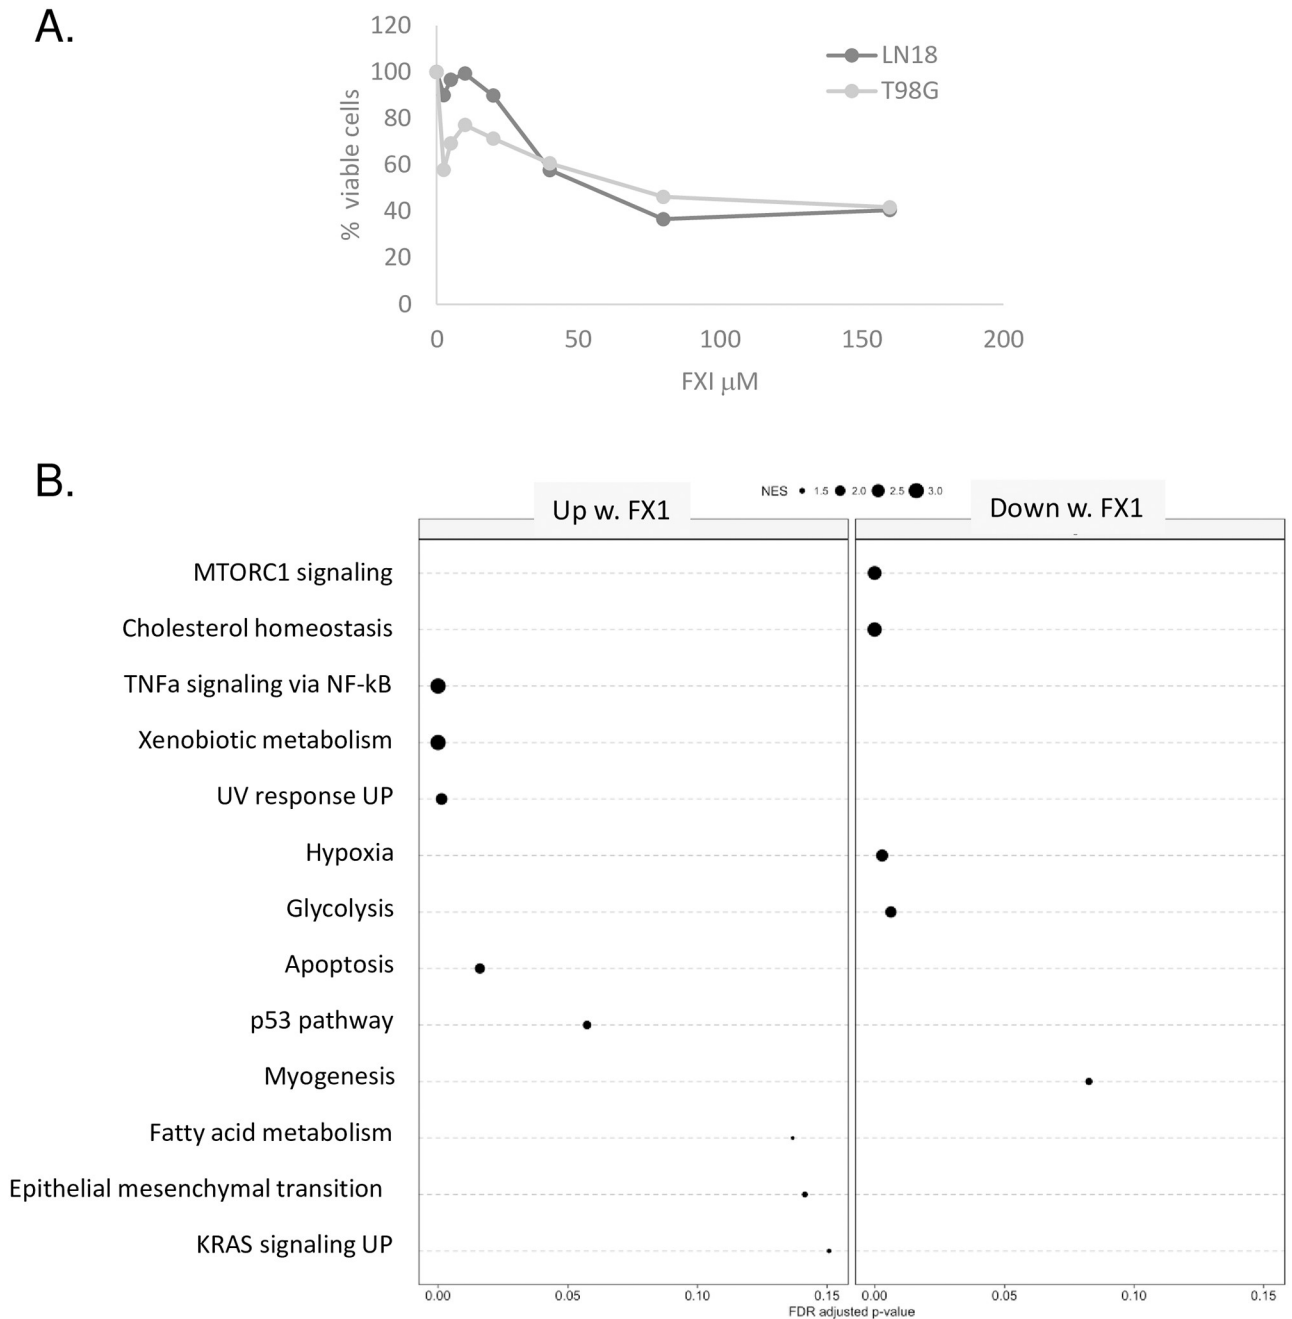 A.
120
100
80
60
40
20
0
% viable cells
LN18
T98G
0 50 100 150 200
FXI μM
B.
Up w. FX1
NES 1.5 2.0 2.5 3.0
Down w. FX1
MTORC1 signaling
Cholesterol homeostasis
TNFa signaling via NF-kB
Xenobiotic metabolism
UV response UP
Hypoxia
Glycolysis
Apoptosis
p53 pathway
Myogenesis
Fatty acid metabolism
Epithelial mesenchymal transition
KRAS signaling UP
0.00 0.05 0.10 0.15 0.00 0.05 0.10 0.15
FDR adjusted p-value